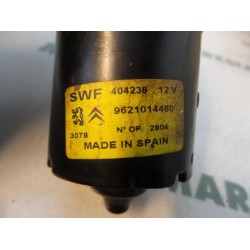 SWF 404238 12 V
9621014480
3078 Nº OF. 2804
MADE IN SPAIN